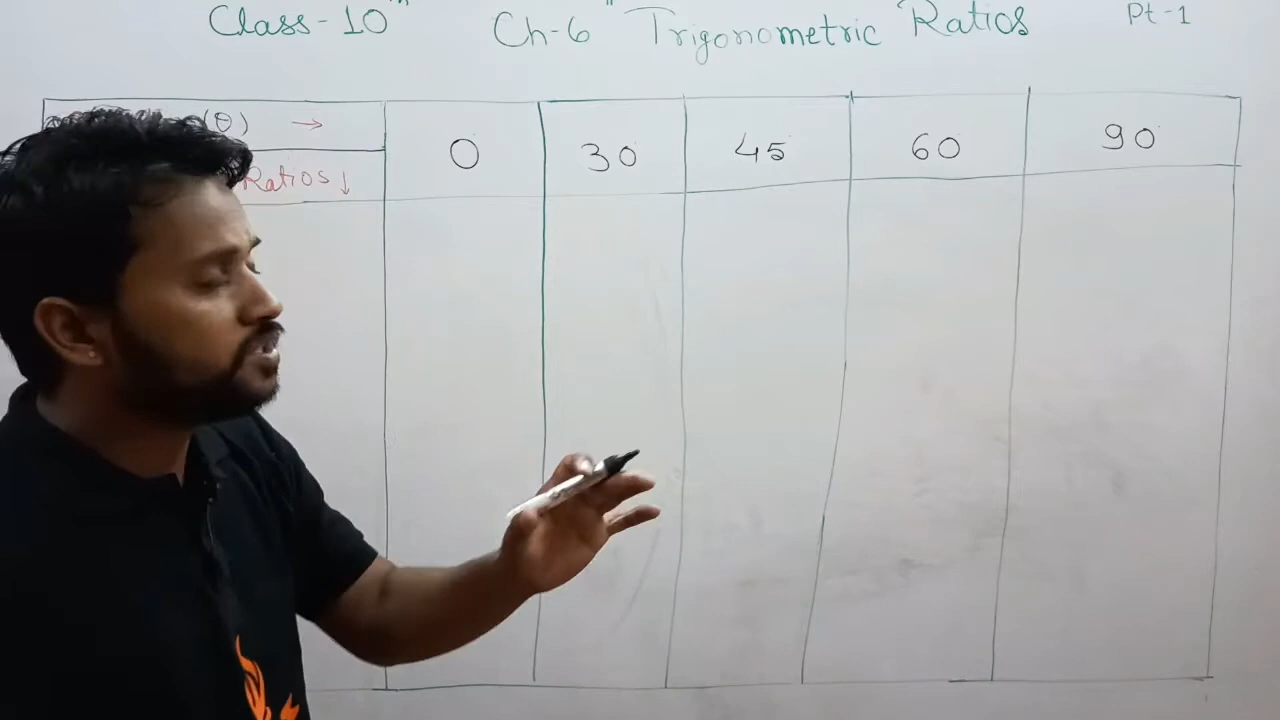 Class-10th Ch-6 "Trigonometric Ratios Pt-1
(θ) → 0 30 45 60 90
Ratios ↓